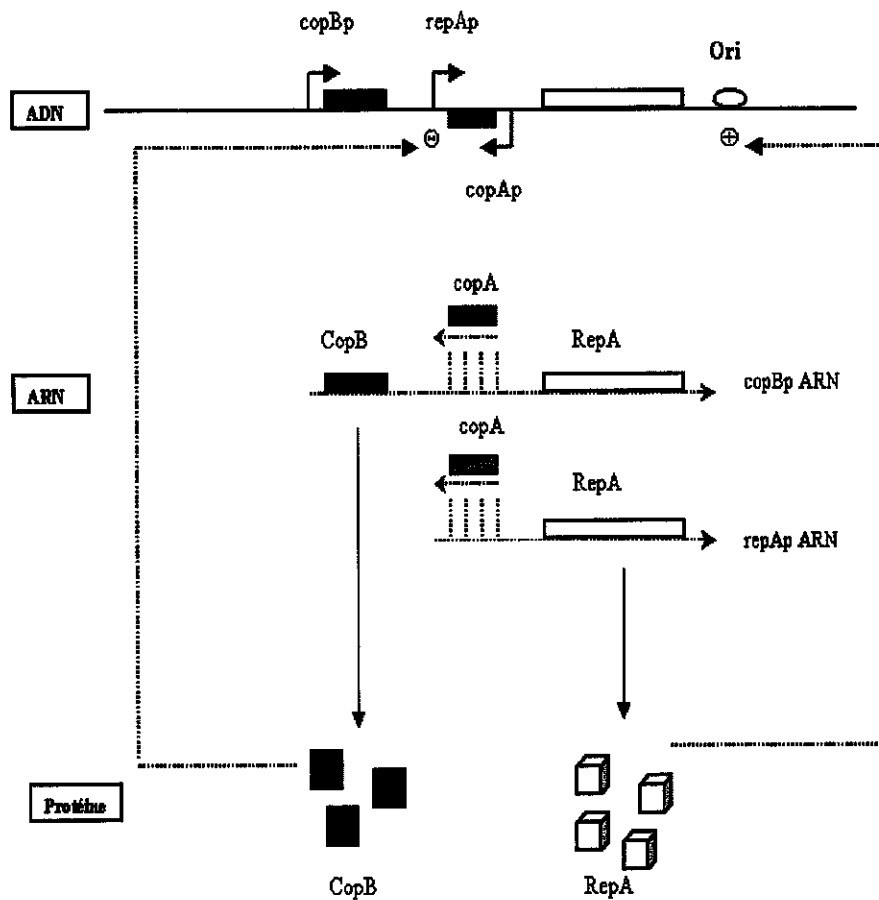 copBp
repAp
Ori
ADN
⊖
⊕
copAp
copA
CopB
RepA
ARN
copBp ARN
copA
RepA
repAp ARN
Protéine
CopB
RepA